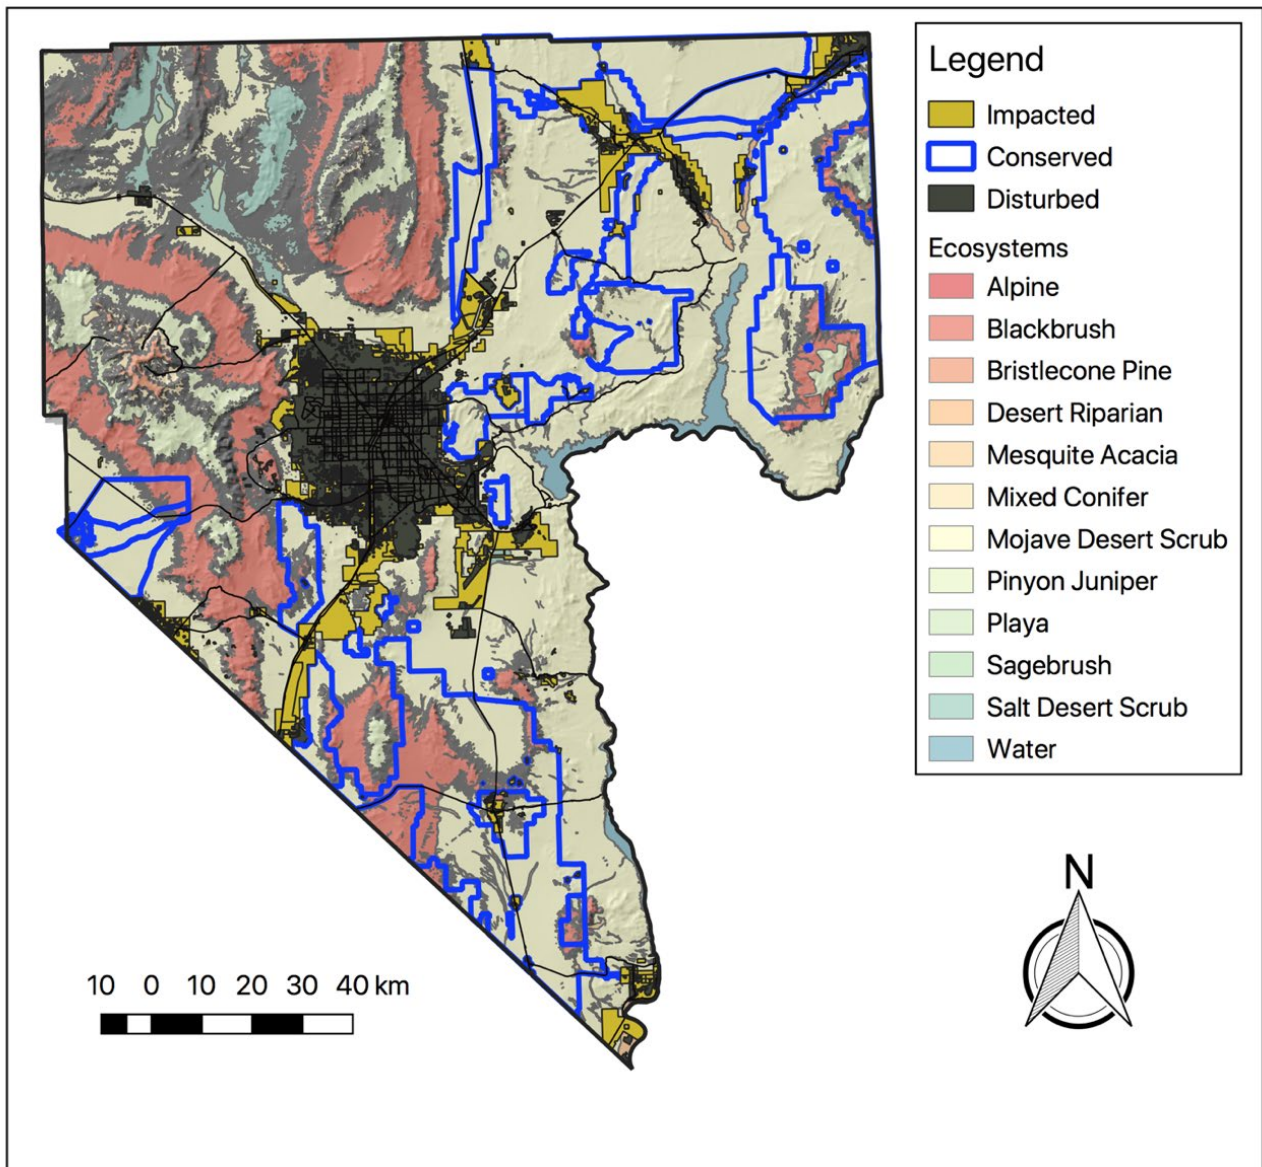 Legend
Impacted
Conserved
Disturbed
Ecosystems
Alpine
Blackbrush
Bristlecone Pine
Desert Riparian
Mesquite Acacia
Mixed Conifer
Mojave Desert Scrub
Pinyon Juniper
Playa
Sagebrush
Salt Desert Scrub
Water
N
10 0 10 20 30 40 km